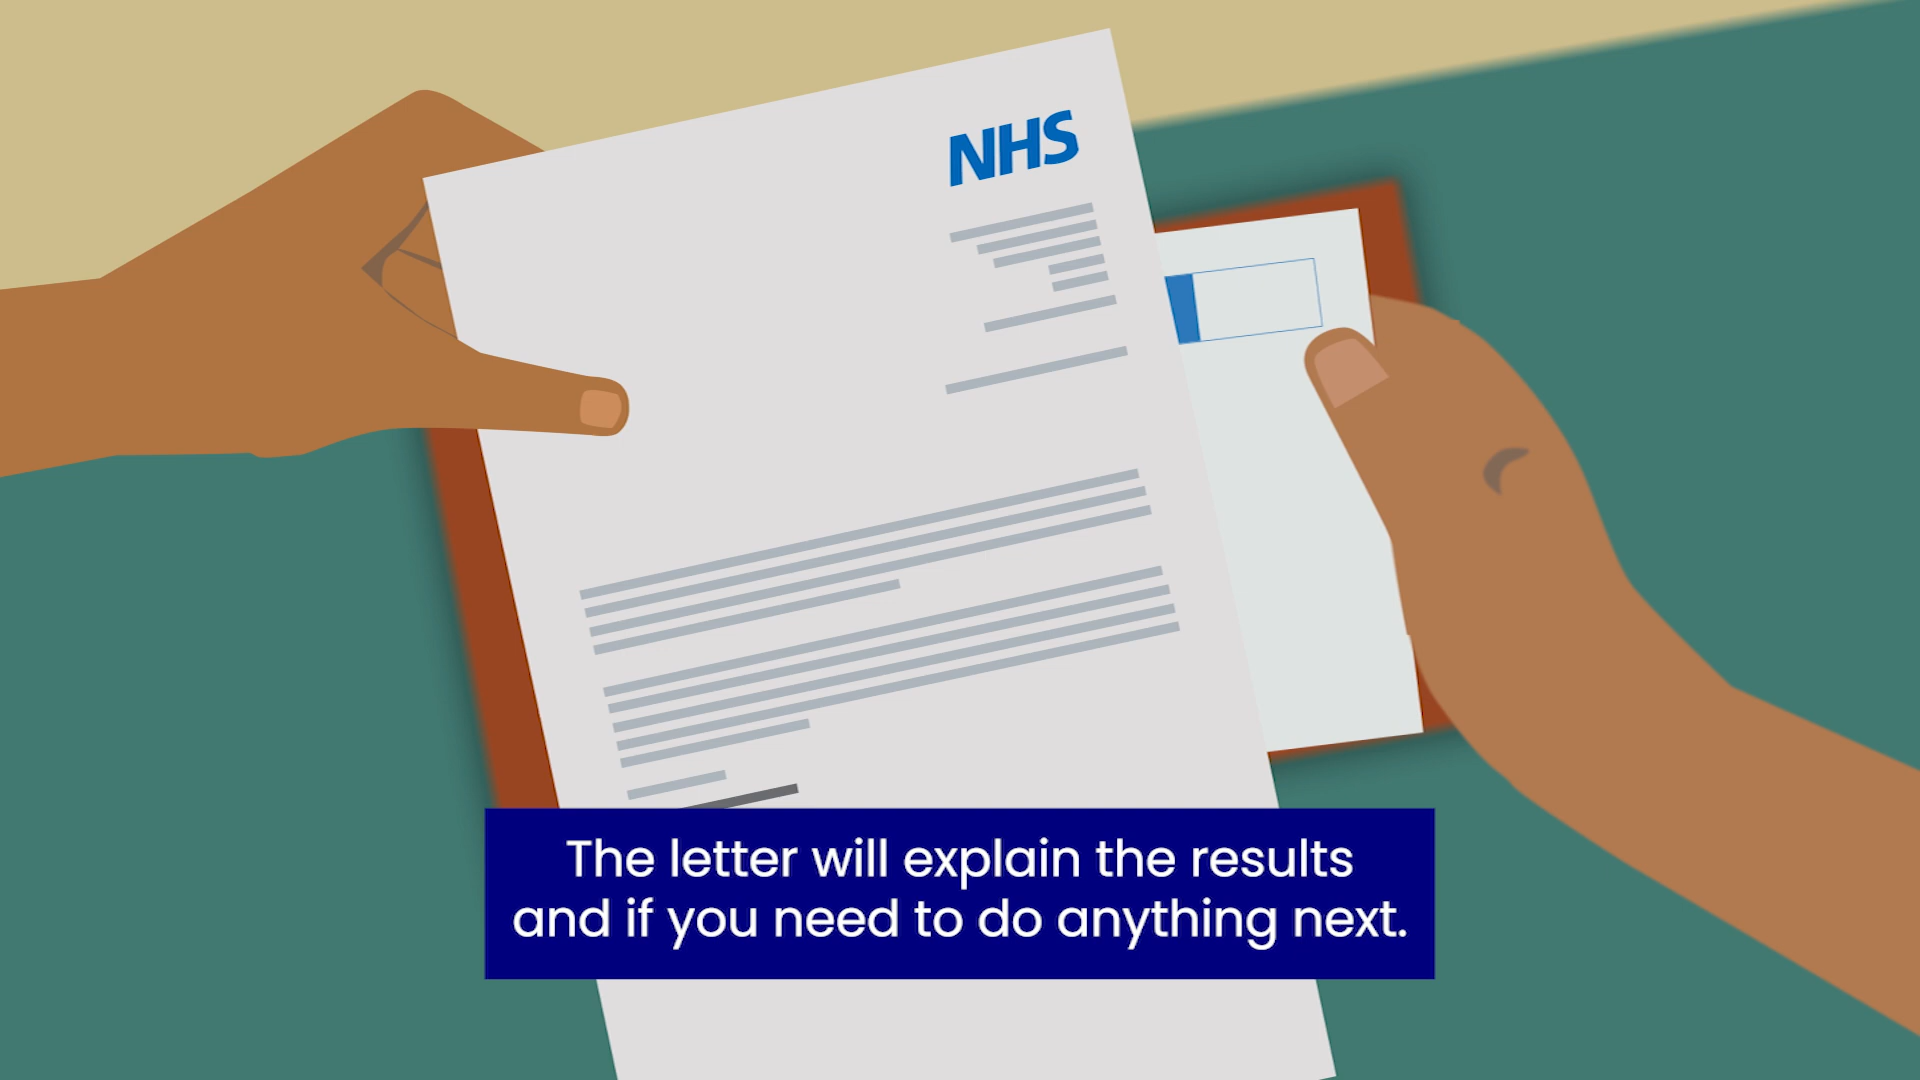 NHS
The letter will explain the results
and if you need to do anything next.